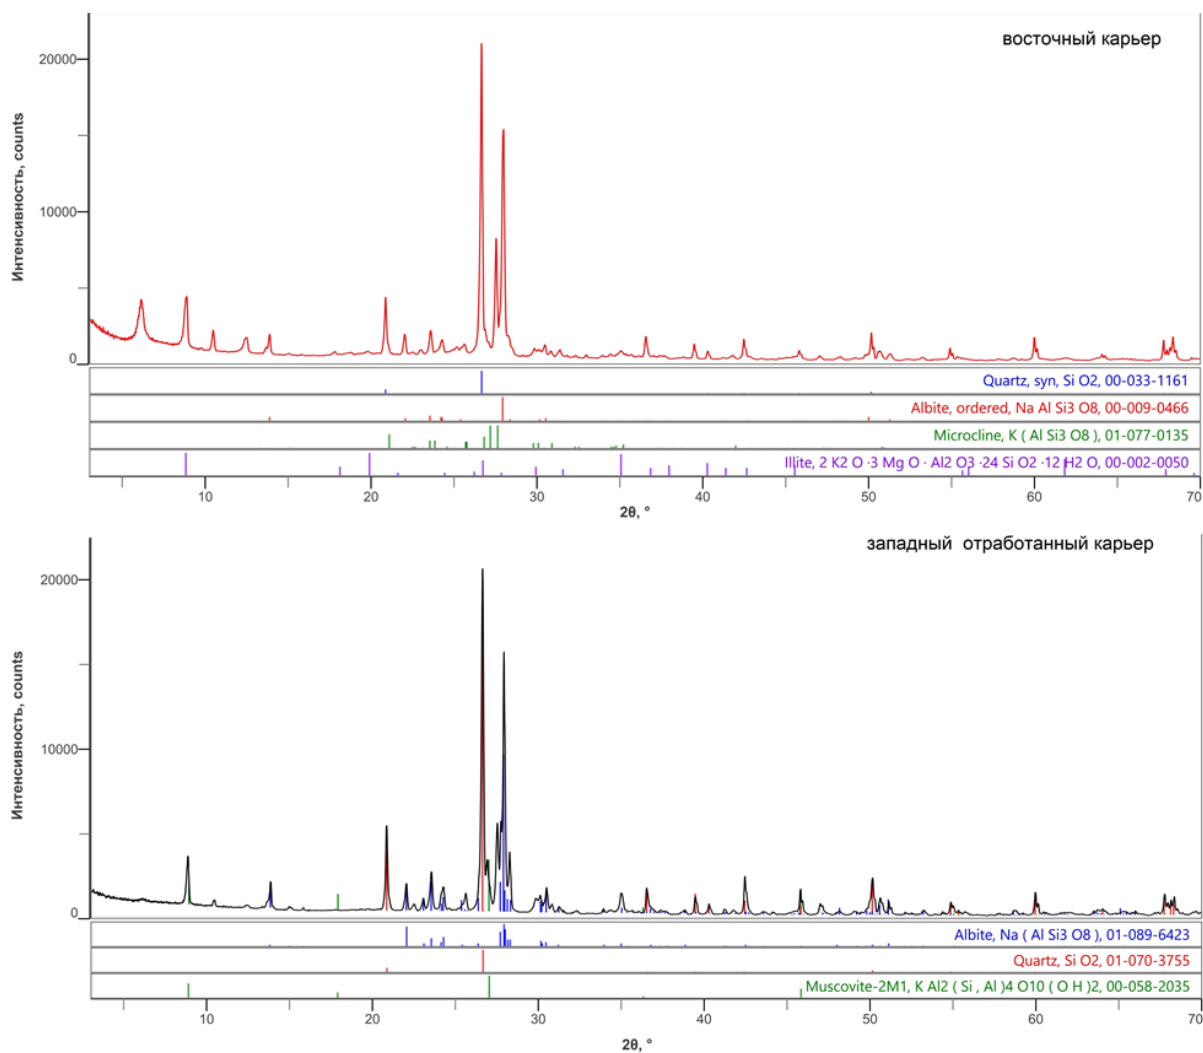 восточный карьер
20000
10000
0
Интенсивность, counts
Quartz, syn, Si O2, 00-033-1161
Albite, ordered, Na Al Si3 O8, 00-009-0466
Microcline, K ( Al Si3 O8 ), 01-077-0135
Illite, 2 K2 O ·3 Mg O · Al2 O3 ·24 Si O2 ·12 H2 O, 00-002-0050
10 20 30 40 50 60 70
2θ, °
западный отработанный карьер
20000
10000
0
Интенсивность, counts
Albite, Na ( Al Si3 O8 ), 01-089-6423
Quartz, Si O2, 01-070-3755
Muscovite-2M1, K Al2 ( Si , Al )4 O10 ( O H )2, 00-058-2035
10 20 30 40 50 60 70
2θ, °